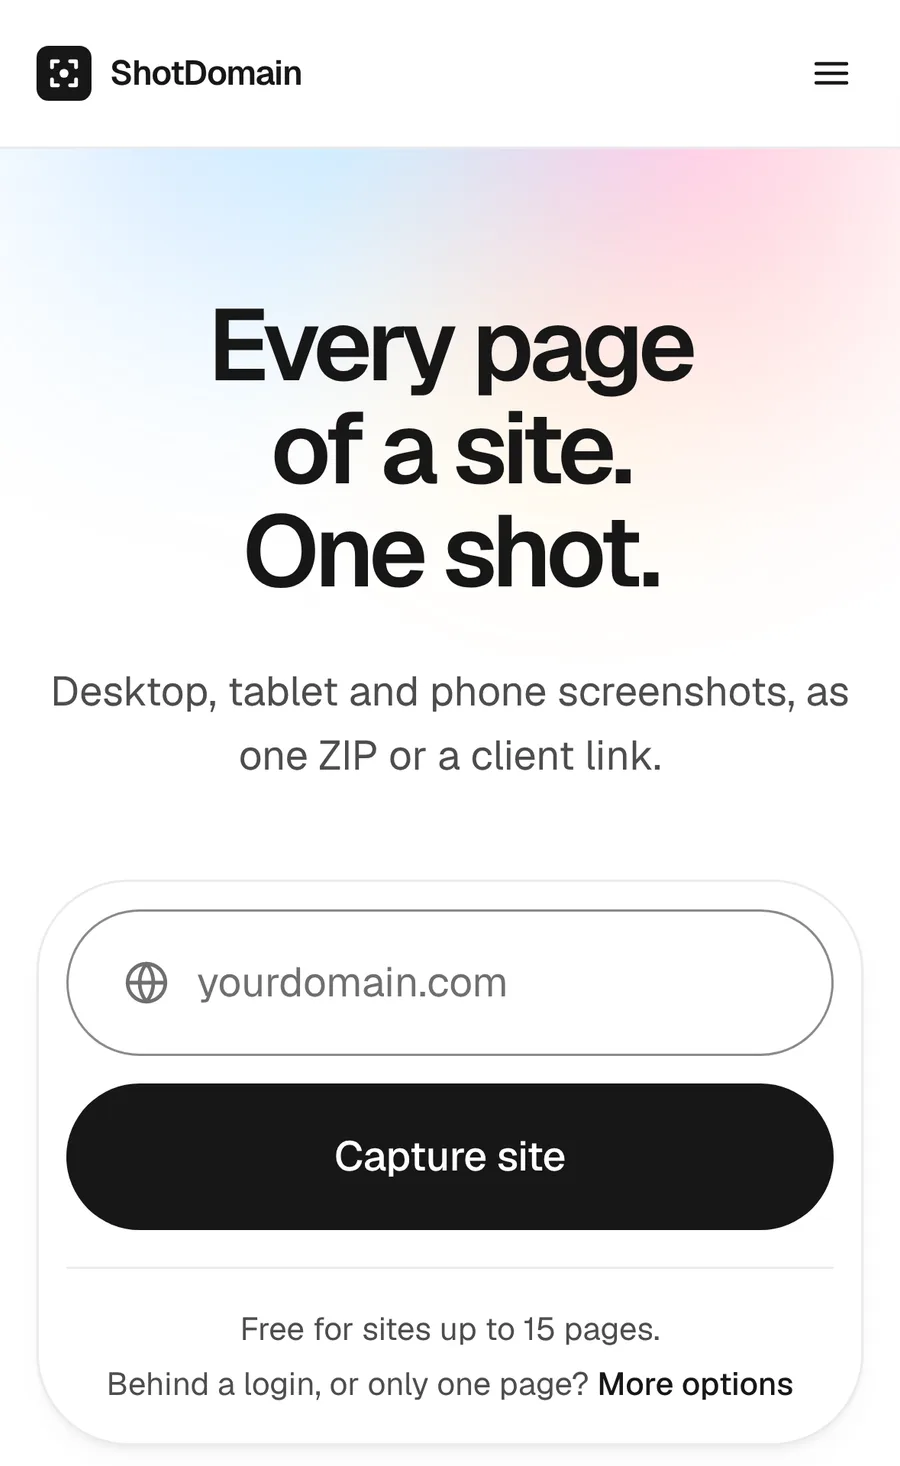 ShotDomain
Every page
of a site.
One shot.
Desktop, tablet and phone screenshots, as
one ZIP or a client link.
yourdomain.com
Capture site
Free for sites up to 15 pages.
Behind a login, or only one page? More options